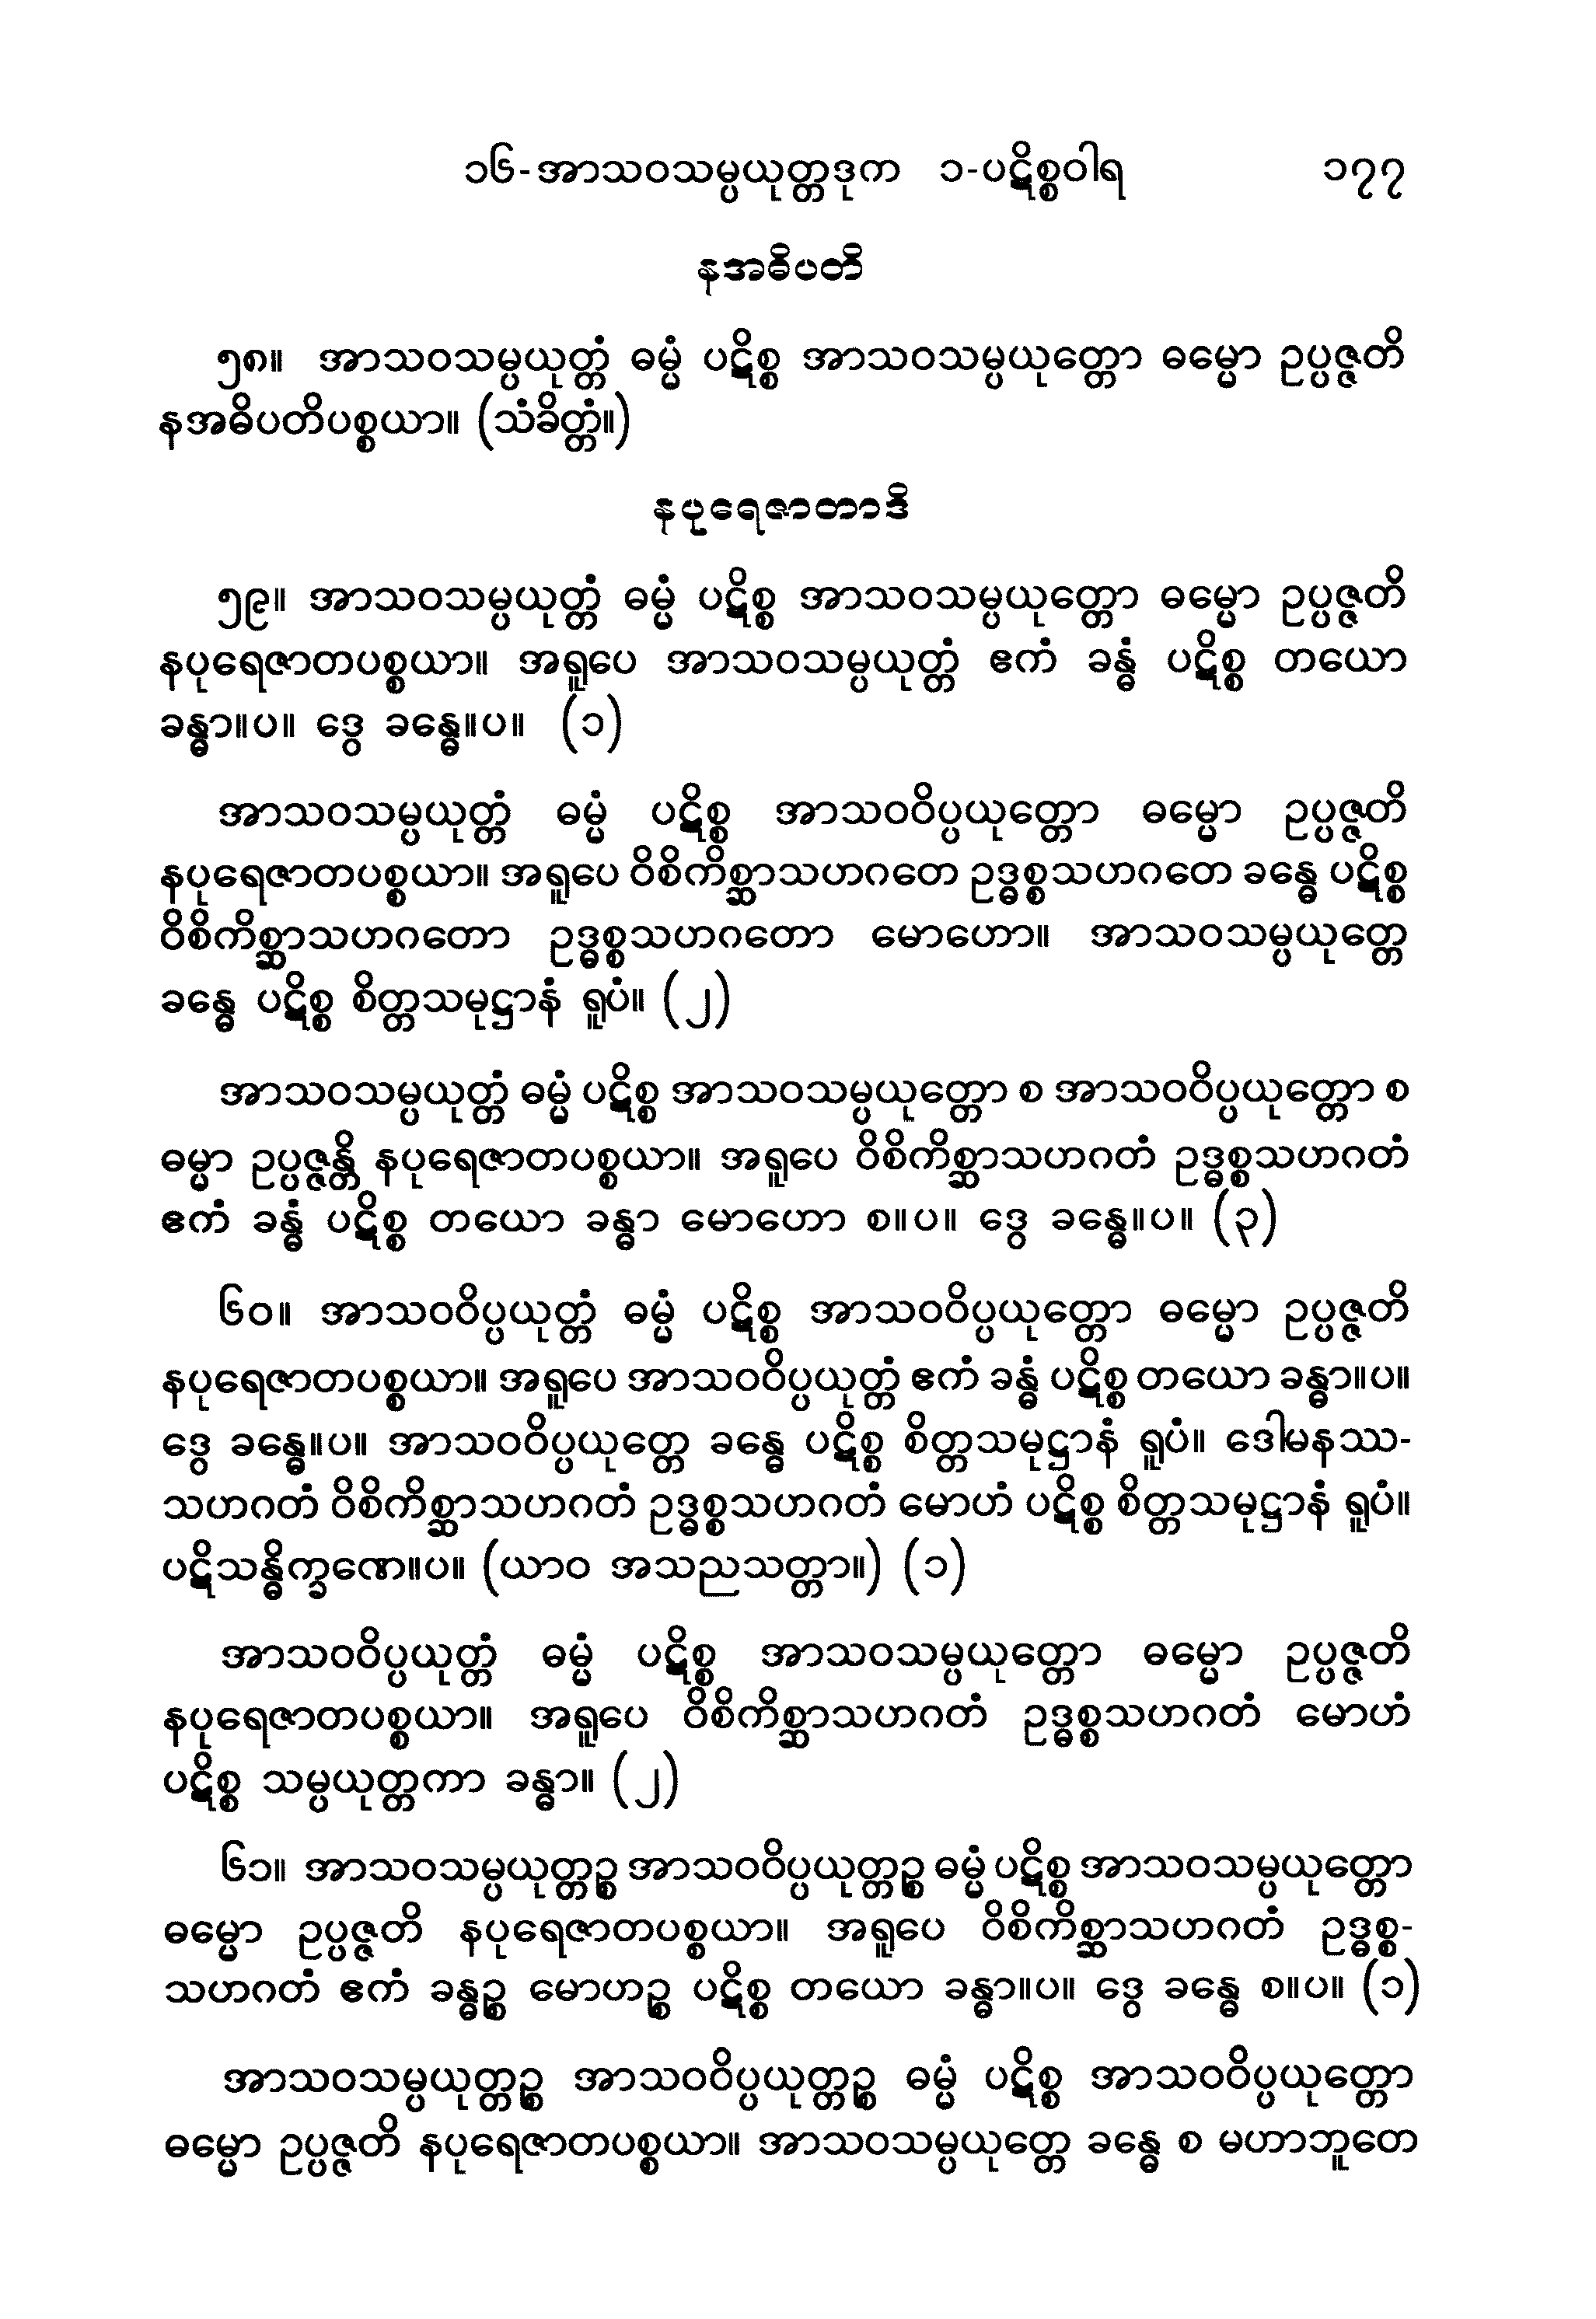 ၁၆-အာသဝသမ္ပယုတ္တဒုက ၁-ပဋိစ္စဝါရ ၁၇၇
နအဓိပတိ
၅၈။ အာသဝသမ္ပယုတ္တံ ဓမ္မံ ပဋိစ္စ အာသဝသမ္ပယုတ္တော ဓမ္မော ဥပ္ပဇ္ဇတိ
နအဓိပတိပစ္စယာ။ (သံခိတ္တံ။)
နပုရေဇာတာဒိ
၅၉။ အာသဝသမ္ပယုတ္တံ ဓမ္မံ ပဋိစ္စ အာသဝသမ္ပယုတ္တော ဓမ္မော ဥပ္ပဇ္ဇတိ
နပုရေဇာတပစ္စယာ။ အရူပေ အာသဝသမ္ပယုတ္တံ ဧကံ ခန္ဓံ ပဋိစ္စ တယော
ခန္ဓာ။ပ။ ဒွေ ခန္ဓေ။ပ။ (၁)
အာသဝသမ္ပယုတ္တံ ဓမ္မံ ပဋိစ္စ အာသဝဝိပ္ပယုတ္တော ဓမ္မော ဥပ္ပဇ္ဇတိ
နပုရေဇာတပစ္စယာ။ အရူပေ ဝိစိကိစ္ဆာသဟဂတေ ဥဒ္ဓစ္စသဟဂတေ ခန္ဓေ ပဋိစ္စ
ဝိစိကိစ္ဆာသဟဂတော ဥဒ္ဓစ္စသဟဂတော မောဟော။ အာသဝသမ္ပယုတ္တေ
ခန္ဓေ ပဋိစ္စ စိတ္တသမုဋ္ဌာနံ ရူပံ။ (၂)
အာသဝသမ္ပယုတ္တံ ဓမ္မံ ပဋိစ္စ အာသဝသမ္ပယုတ္တော စ အာသဝဝိပ္ပယုတ္တော စ
ဓမ္မာ ဥပ္ပဇ္ဇန္တိ နပုရေဇာတပစ္စယာ။ အရူပေ ဝိစိကိစ္ဆာသဟဂတံ ဥဒ္ဓစ္စသဟဂတံ
ဧကံ ခန္ဓံ ပဋိစ္စ တယော ခန္ဓာ မောဟော စ။ပ။ ဒွေ ခန္ဓေ။ပ။ (၃)
၆၀။ အာသဝဝိပ္ပယုတ္တံ ဓမ္မံ ပဋိစ္စ အာသဝဝိပ္ပယုတ္တော ဓမ္မော ဥပ္ပဇ္ဇတိ
နပုရေဇာတပစ္စယာ။ အရူပေ အာသဝဝိပ္ပယုတ္တံ ဧကံ ခန္ဓံ ပဋိစ္စ တယော ခန္ဓာ။ပ။
ဒွေ ခန္ဓေ။ပ။ အာသဝဝိပ္ပယုတ္တေ ခန္ဓေ ပဋိစ္စ စိတ္တသမုဋ္ဌာနံ ရူပံ။ ဒေါမနဿ-
သဟဂတံ ဝိစိကိစ္ဆာသဟဂတံ ဥဒ္ဓစ္စသဟဂတံ မောဟံ ပဋိစ္စ စိတ္တသမုဋ္ဌာနံ ရူပံ။
ပဋိသန္ဓိက္ခဏေ။ပ။ (ယာဝ အသညသတ္တာ။) (၁)
အာသဝဝိပ္ပယုတ္တံ ဓမ္မံ ပဋိစ္စ အာသဝသမ္ပယုတ္တော ဓမ္မော ဥပ္ပဇ္ဇတိ
နပုရေဇာတပစ္စယာ။ အရူပေ ဝိစိကိစ္ဆာသဟဂတံ ဥဒ္ဓစ္စသဟဂတံ မောဟံ
ပဋိစ္စ သမ္ပယုတ္တကာ ခန္ဓာ။ (၂)
၆၁။ အာသဝသမ္ပယုတ္တဉ္စ အာသဝဝိပ္ပယုတ္တဉ္စ ဓမ္မံ ပဋိစ္စ အာသဝသမ္ပယုတ္တော
ဓမ္မော ဥပ္ပဇ္ဇတိ နပုရေဇာတပစ္စယာ။ အရူပေ ဝိစိကိစ္ဆာသဟဂတံ ဥဒ္ဓစ္စ-
သဟဂတံ ဧကံ ခန္ဓဉ္စ မောဟဉ္စ ပဋိစ္စ တယော ခန္ဓာ။ပ။ ဒွေ ခန္ဓေ စ။ပ။ (၁)
အာသဝသမ္ပယုတ္တဉ္စ အာသဝဝိပ္ပယုတ္တဉ္စ ဓမ္မံ ပဋိစ္စ အာသဝဝိပ္ပယုတ္တော
ဓမ္မော ဥပ္ပဇ္ဇတိ နပုရေဇာတပစ္စယာ။ အာသဝသမ္ပယုတ္တေ ခန္ဓေ စ မဟာဘူတေ